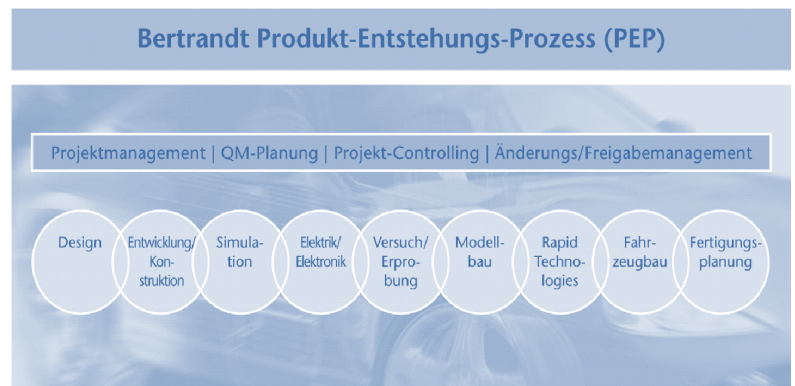 Bertrandt Produkt-Entstehungs-Prozess (PEP)
Projektmanagement | QM-Planung | Projekt-Controlling | Änderungs/Freigabemanagement
Design
Entwicklung/
Kon-
struktion
Simula-
tion
Elektrik/
Elektronik
Versuch/
Erpro-
bung
Modell-
bau
Rapid
Techno-
logies
Fahr-
zeugbau
Fertigungs-
planung